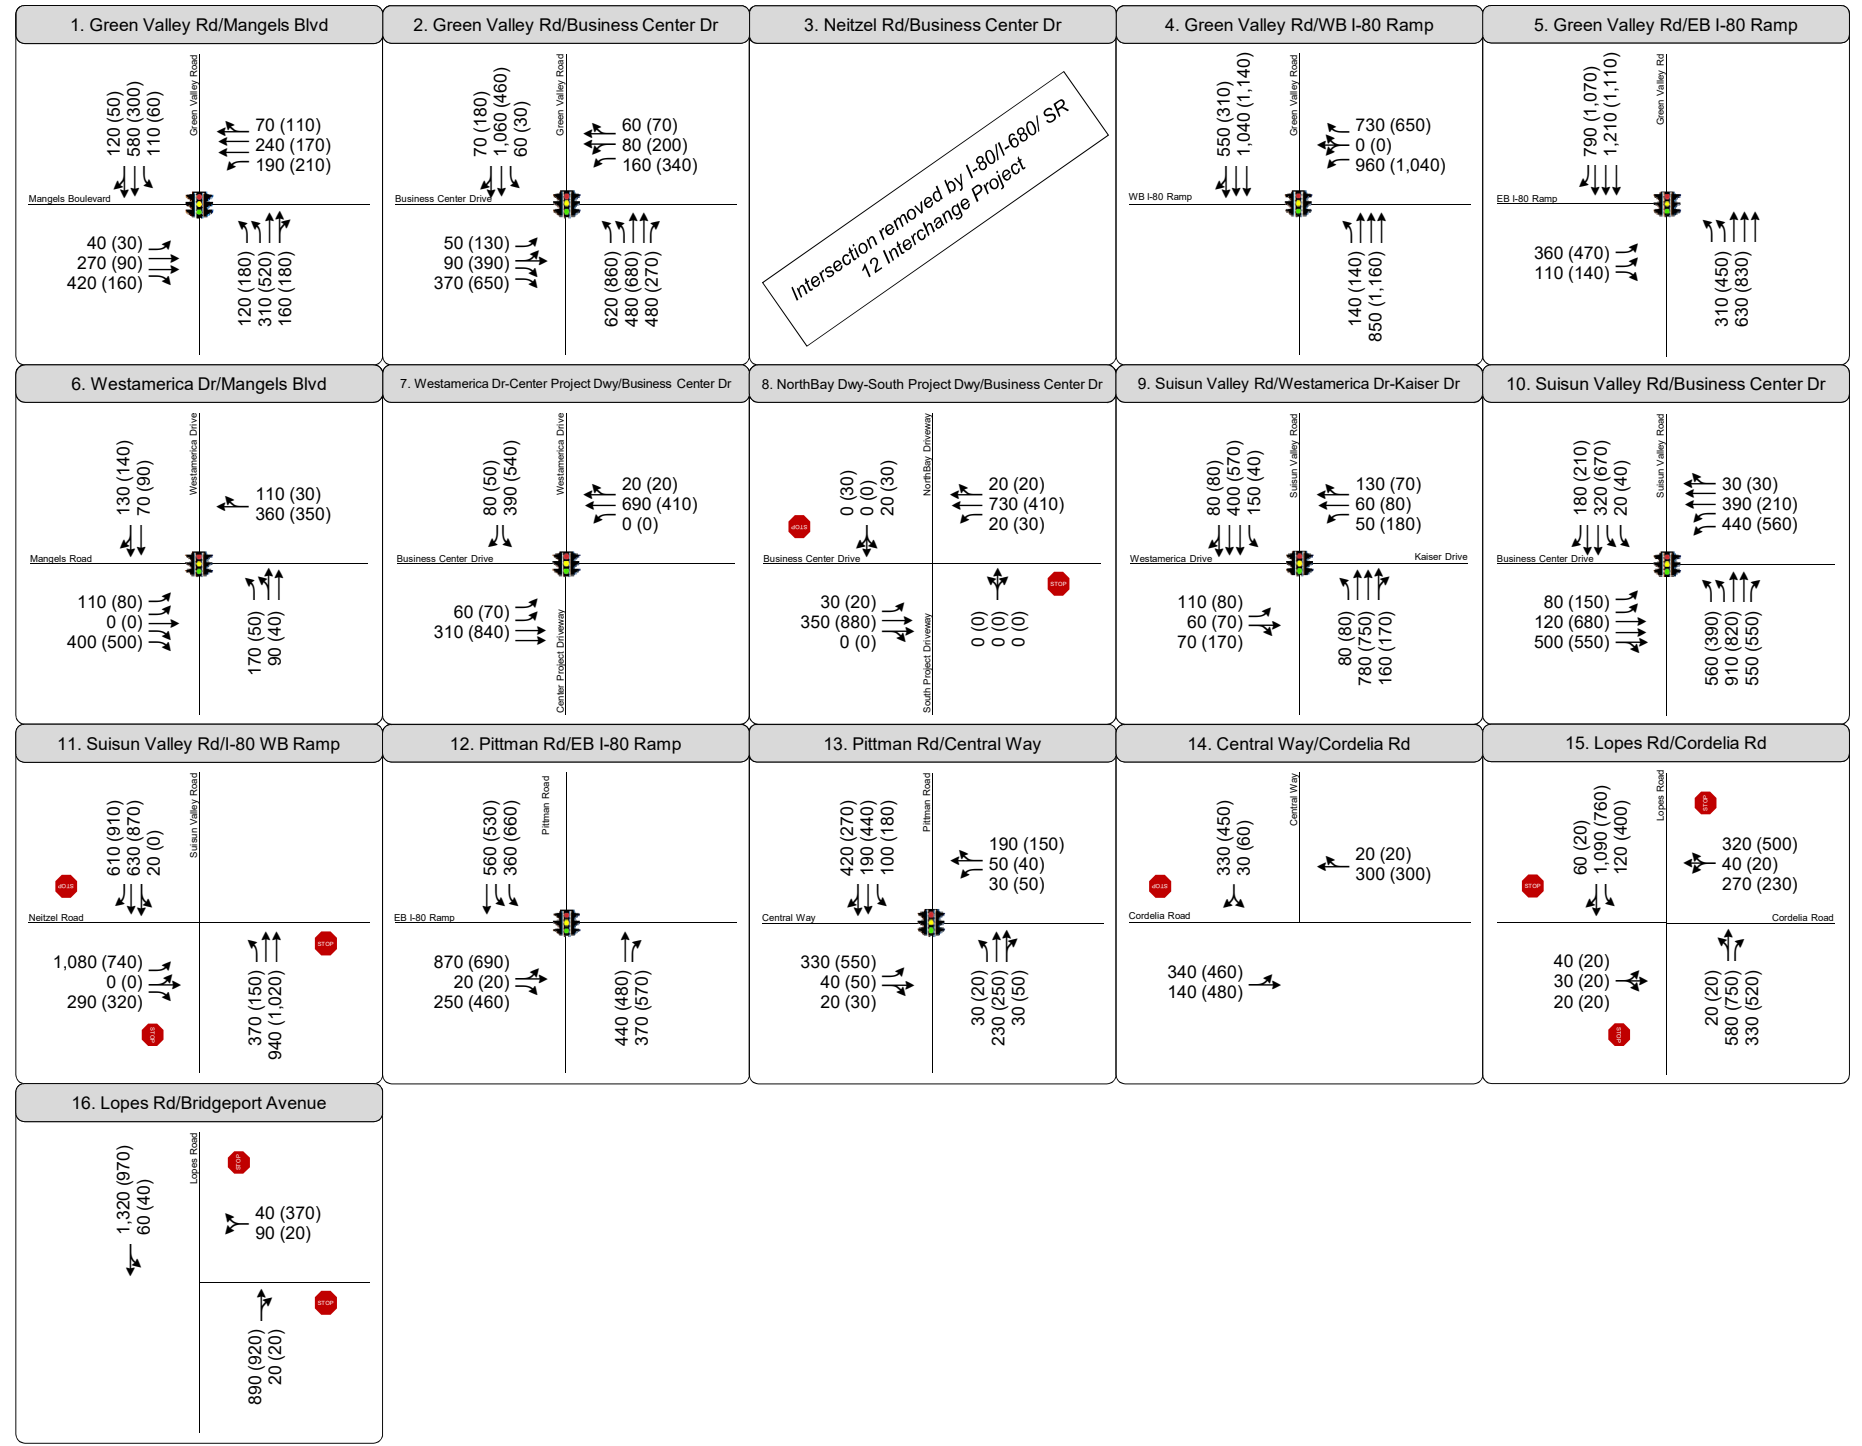 1. Green Valley Rd/Mangels Blvd
120 (50)
580 (300)
110 (60)
Green Valley Road
70 (110)
240 (170)
190 (210)
Mangels Boulevard
40 (30)
270 (90)
420 (160)
120 (180)
310 (520)
160 (180)
2. Green Valley Rd/Business Center Dr
70 (180)
1,060 (460)
60 (30)
Green Valley Road
60 (70)
80 (200)
160 (340)
Business Center Drive
50 (130)
90 (390)
370 (650)
620 (860)
480 (680)
480 (270)
3. Neitzel Rd/Business Center Dr
Intersection removed by I-80/I-680/ SR
12 Interchange Project
4. Green Valley Rd/WB I-80 Ramp
550 (310)
1,040 (1,140)
Green Valley Road
730 (650)
0 (0)
960 (1,040)
WB I-80 Ramp
140 (140)
850 (1,160)
5. Green Valley Rd/EB I-80 Ramp
790 (1,070)
1,210 (1,110)
Green Valley Rd
EB I-80 Ramp
360 (470)
110 (140)
310 (450)
630 (830)
6. Westamerica Dr/Mangels Blvd
130 (140)
70 (90)
Westamerica Drive
110 (30)
360 (350)
Mangels Road
110 (80)
0 (0)
400 (500)
170 (50)
90 (40)
7. Westamerica Dr-Center Project Dwy/Business Center Dr
80 (50)
390 (540)
Westamerica Drive
20 (20)
690 (410)
0 (0)
Business Center Drive
60 (70)
310 (840)
Center Project Driveway
8. NorthBay Dwy-South Project Dwy/Business Center Dr
0 (30)
0 (0)
20 (30)
NorthBay Driveway
20 (20)
730 (410)
20 (30)
STOP
Business Center Drive
STOP
30 (20)
350 (880)
0 (0)
South Project Driveway
0 (0)
0 (0)
0 (0)
9. Suisun Valley Rd/Westamerica Dr-Kaiser Dr
80 (80)
400 (570)
150 (40)
Suisun Valley Road
130 (70)
60 (80)
50 (180)
Westamerica Drive
Kaiser Drive
110 (80)
60 (70)
70 (170)
80 (80)
780 (750)
160 (170)
10. Suisun Valley Rd/Business Center Dr
180 (210)
320 (670)
20 (40)
Suisun Valley Road
30 (30)
390 (210)
440 (560)
Business Center Drive
80 (150)
120 (680)
500 (550)
560 (390)
910 (820)
550 (550)
11. Suisun Valley Rd/I-80 WB Ramp
610 (910)
630 (870)
20 (0)
Suisun Valley Road
STOP
Neitzel Road
STOP
1,080 (740)
0 (0)
290 (320)
STOP
370 (150)
940 (1,020)
12. Pittman Rd/EB I-80 Ramp
560 (530)
360 (660)
Pittman Road
EB I-80 Ramp
870 (690)
20 (20)
250 (460)
440 (480)
370 (570)
13. Pittman Rd/Central Way
420 (270)
190 (440)
100 (180)
Pittman Road
190 (150)
50 (40)
30 (50)
Central Way
330 (550)
40 (50)
20 (30)
30 (20)
230 (250)
30 (50)
14. Central Way/Cordelia Rd
330 (450)
30 (60)
Central Way
20 (20)
300 (300)
STOP
Cordelia Road
340 (460)
140 (480)
15. Lopes Rd/Cordelia Rd
60 (20)
1,090 (760)
120 (400)
Lopes Road
STOP
320 (500)
40 (20)
270 (230)
STOP
Cordelia Road
40 (20)
30 (20)
20 (20)
STOP
20 (20)
580 (750)
330 (520)
16. Lopes Rd/Bridgeport Avenue
1,320 (970)
60 (40)
Lopes Road
STOP
40 (370)
90 (20)
STOP
890 (920)
20 (20)